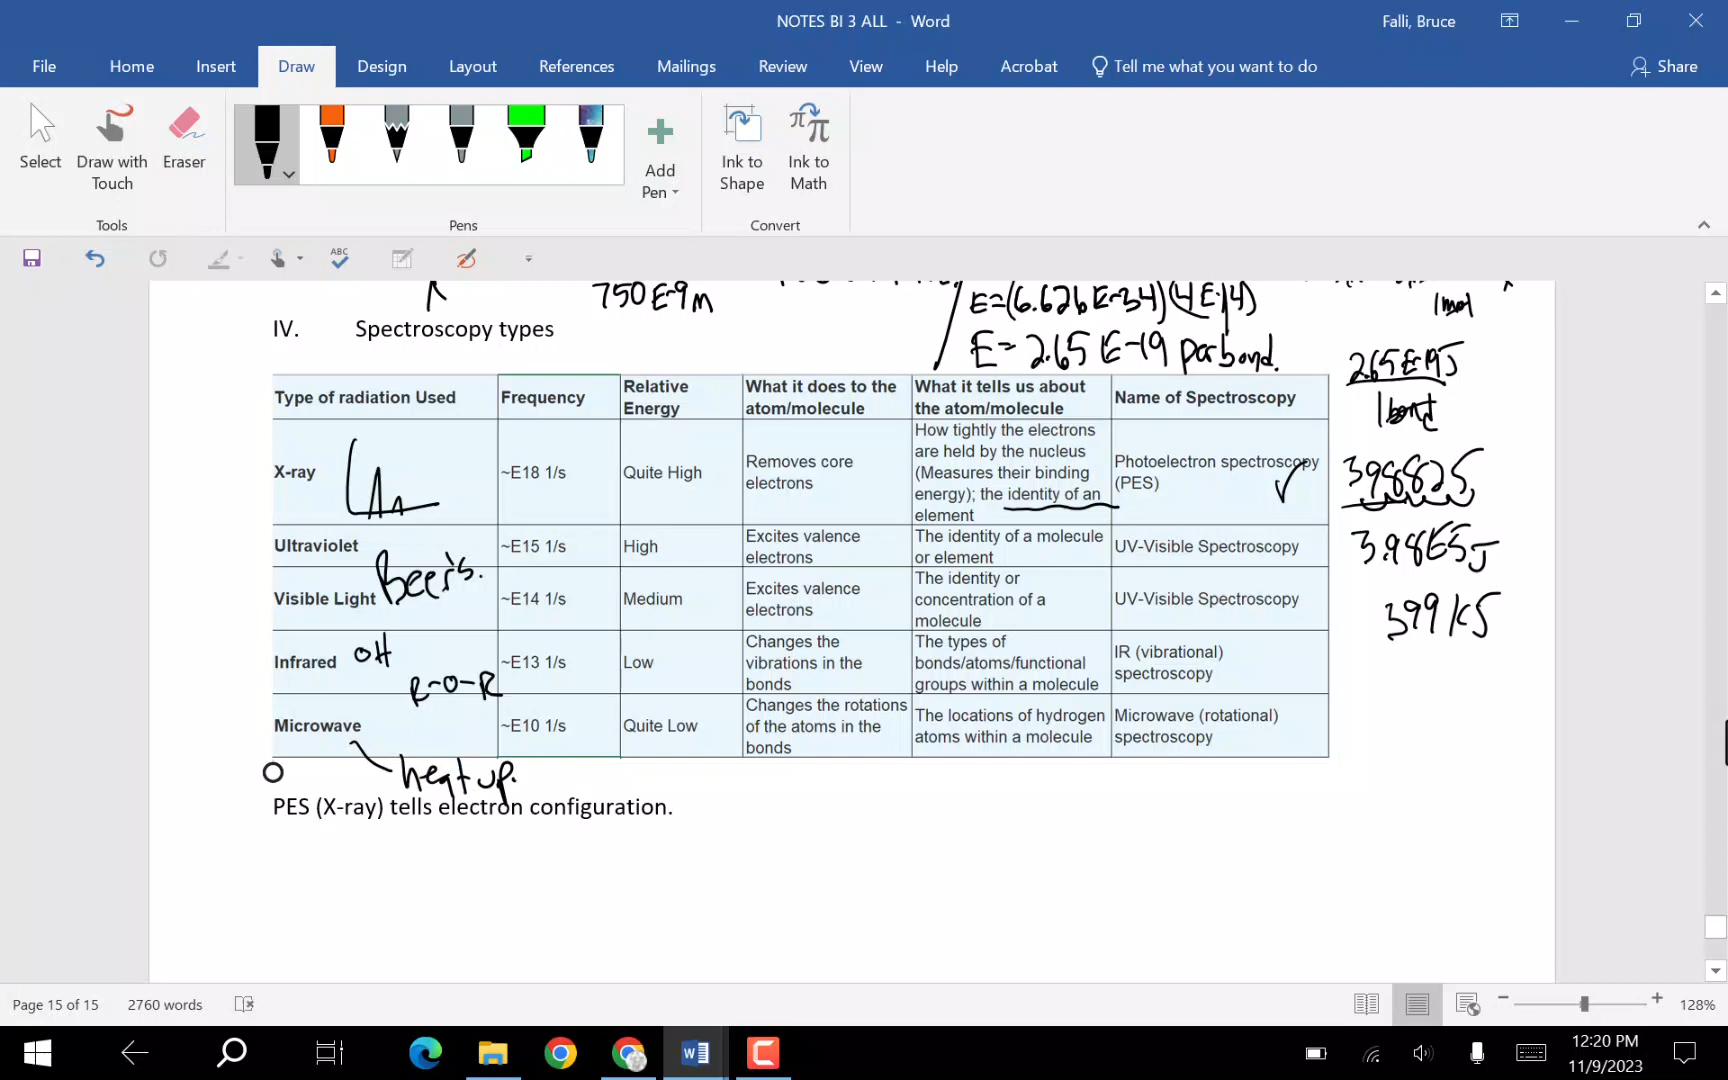 NOTES BI 3 ALL - Word
Falli, Bruce
File Home Insert Draw Design Layout References Mailings Review View Help Acrobat Tell me what you want to do Share
Select
Draw with Touch
Eraser
Add Pen
Ink to Shape
Ink to Math
Tools
Pens
Convert
ABC
750 E-9 m
E=(6.626E-34)(4E14)
1 mol
IV. Spectroscopy types
E= 2.65 E-19 per bond.
2.65E-19J
1 bond
398825
3.98E5J
399 kJ
Type of radiation Used
Frequency
Relative Energy
What it does to the atom/molecule
What it tells us about the atom/molecule
Name of Spectroscopy
X-ray
~E18 1/s
Quite High
Removes core electrons
How tightly the electrons are held by the nucleus (Measures their binding energy); the identity of an element
Photoelectron spectroscopy (PES)
Ultraviolet
~E15 1/s
High
Excites valence electrons
The identity of a molecule or element
UV-Visible Spectroscopy
Beer's.
Visible Light
~E14 1/s
Medium
Excites valence electrons
The identity or concentration of a molecule
UV-Visible Spectroscopy
Infrared
OH
R-O-R
~E13 1/s
Low
Changes the vibrations in the bonds
The types of bonds/atoms/functional groups within a molecule
IR (vibrational) spectroscopy
Microwave
~E10 1/s
Quite Low
Changes the rotations of the atoms in the bonds
The locations of hydrogen atoms within a molecule
Microwave (rotational) spectroscopy
heat up.
PES (X-ray) tells electron configuration.
Page 15 of 15
2760 words
128%
12:20 PM
11/9/2023